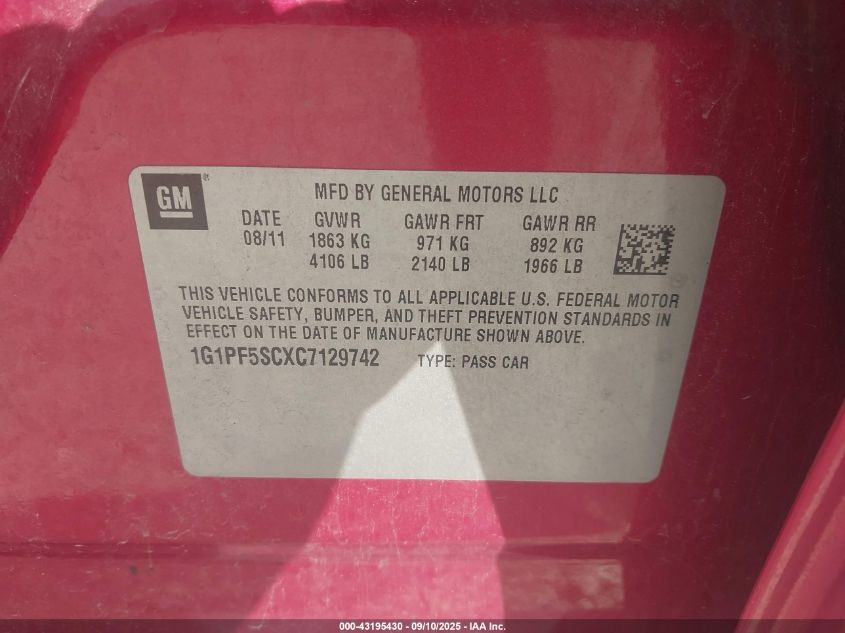 GM
MFD BY GENERAL MOTORS LLC
DATE GVWR GAWR FRT GAWR RR
08/11 1863 KG 971 KG 892 KG
4106 LB 2140 LB 1966 LB
THIS VEHICLE CONFORMS TO ALL APPLICABLE U.S. FEDERAL MOTOR
VEHICLE SAFETY, BUMPER, AND THEFT PREVENTION STANDARDS IN
EFFECT ON THE DATE OF MANUFACTURE SHOWN ABOVE.
1G1PF5SCXC7129742 TYPE: PASS CAR
000-43195430 - 09/10/2025 - IAA Inc.